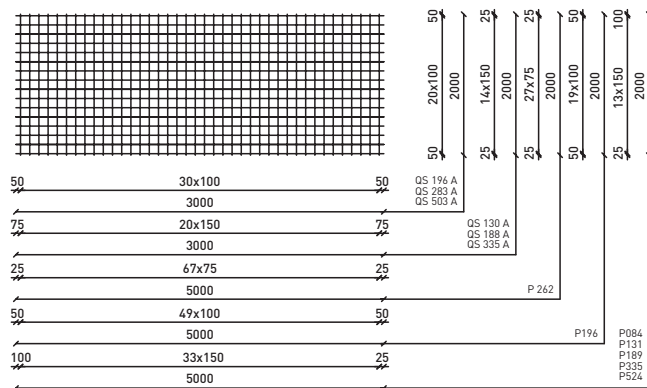 50 20x100 50
2000
25 14x150 25
2000
25 27x75 25
2000
50 19x100 50
2000
100 13x150 25
2000
50 30x100 50
3000
QS 196 A
QS 283 A
QS 503 A
75 20x150 75
3000
QS 130 A
QS 188 A
QS 335 A
25 67x75 25
5000
P 262
50 49x100 50
5000
P196
100 33x150 25
5000
P084
P131
P189
P335
P524